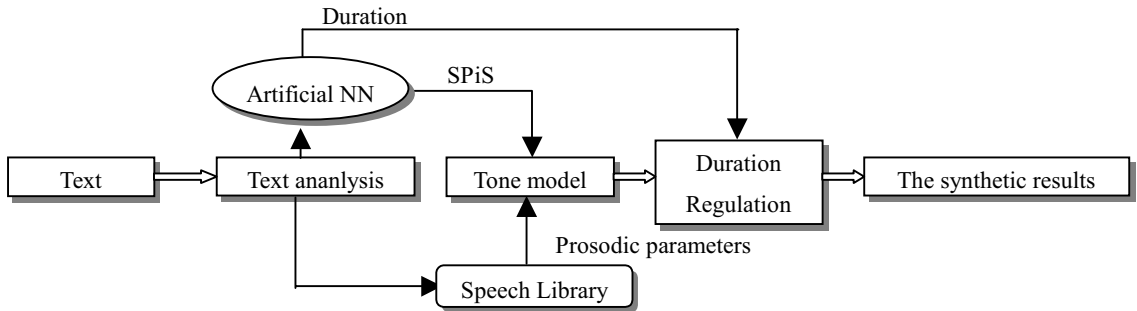 Duration
SPiS
Artificial NN
Text
Text ananlysis
Tone model
Duration
Regulation
The synthetic results
Prosodic parameters
Speech Library